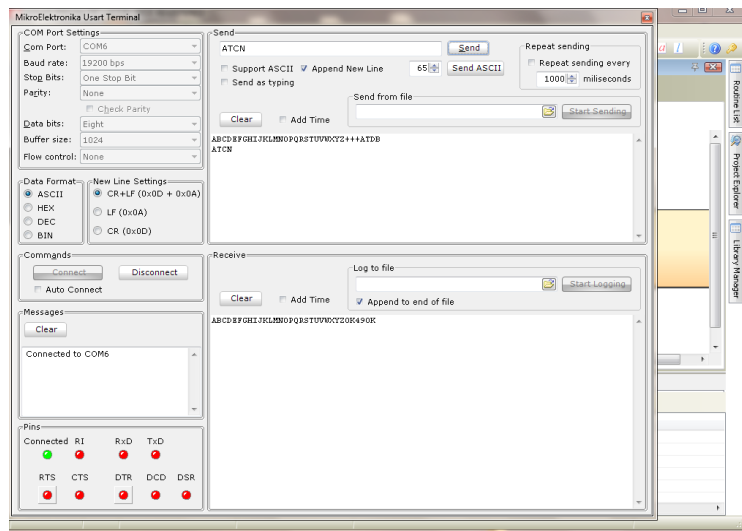 MikroElektronika Usart Terminal
COM Port Settings
Com Port: COM6
Baud rate: 19200 bps
Stop Bits: One Stop Bit
Parity: None
Check Parity
Data bits: Eight
Buffer size: 1024
Flow control: None
Data Format
ASCII
HEX
DEC
BIN
New Line Settings
CR+LF (0x0D + 0x0A)
LF (0x0A)
CR (0x0D)
Commands
Connect Disconnect
Auto Connect
Messages
Clear
Connected to COM6
Pins
Connected RI RxD TxD
RTS CTS DTR DCD DSR
Send
ATCN Send
Support ASCII Append New Line 65 Send ASCII
Send as typing
Repeat sending
Repeat sending every
1000 miliseconds
Send from file
Clear Add Time Start Sending
ABCDEFGHIJKLMNOPQRSTUVWXYZ+++ATDB
ATCN
Receive
Log to file
Start Logging
Clear Add Time Append to end of file
ABCDEFGHIJKLMNOPQRSTUVWXYZOK49OK
Routine List
Project Explorer
Library Manager